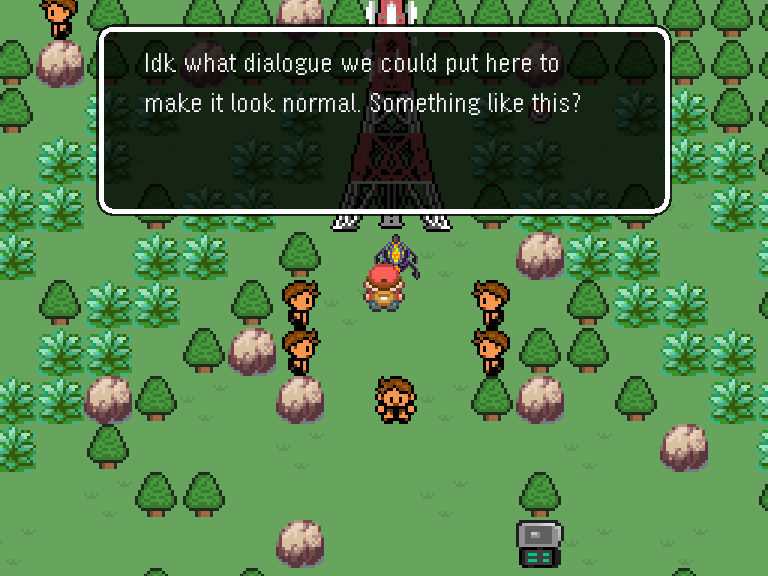 Idk what dialogue we could put here to
make it look normal. Something like this?